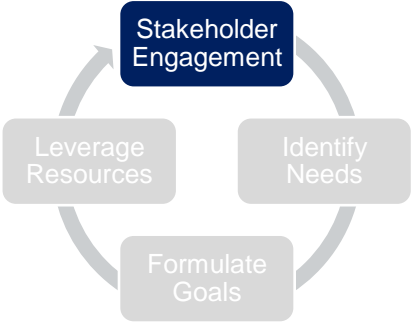 Stakeholder
Engagement
Leverage
Resources
Identify
Needs
Formulate
Goals